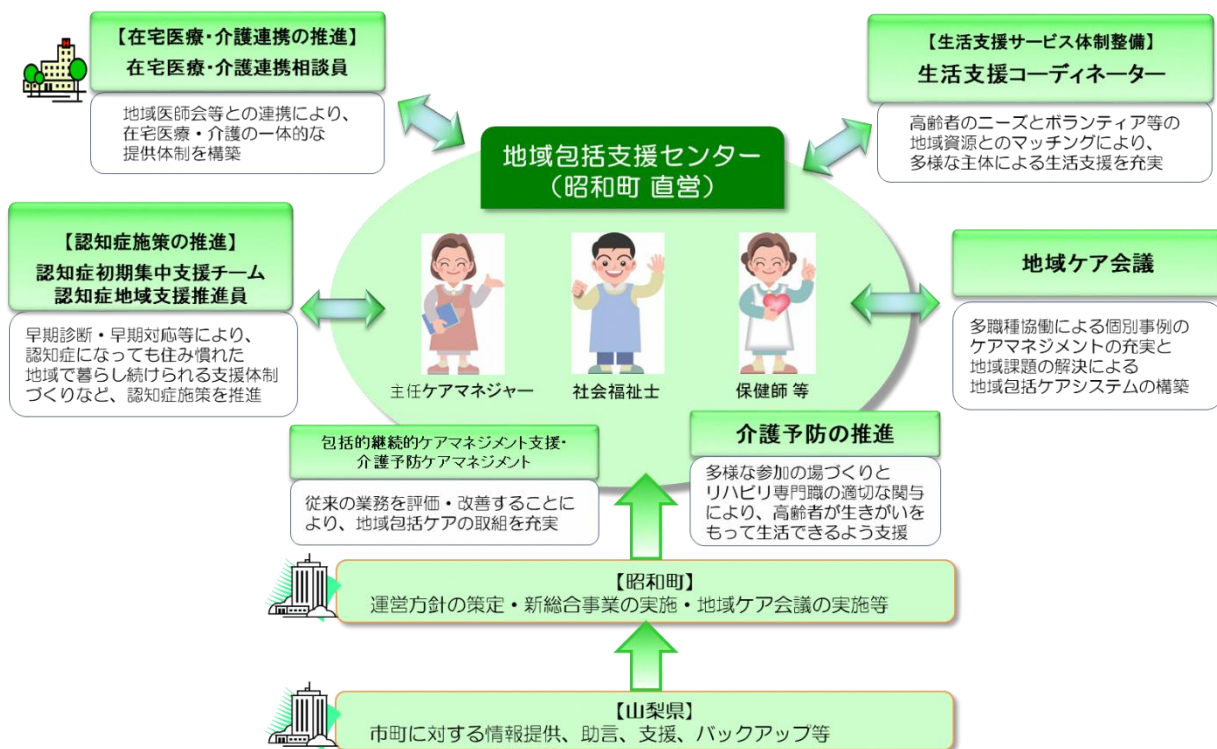 【在宅医療・介護連携の推進】
在宅医療・介護連携相談員
地域医師会等との連携により、
在宅医療・介護の一体的な
提供体制を構築
【生活支援サービス体制整備】
生活支援コーディネーター
高齢者のニーズとボランティア等の
地域資源とのマッチングにより、
多様な主体による生活支援を充実
地域包括支援センター
（昭和町 直営）
【認知症施策の推進】
認知症初期集中支援チーム
認知症地域支援推進員
早期診断・早期対応等により、
認知症になっても住み慣れた
地域で暮らし続けられる支援体制
づくりなど、認知症施策を推進
主任ケアマネジャー
社会福祉士
保健師 等
地域ケア会議
多職種協働による個別事例の
ケアマネジメントの充実と
地域課題の解決による
地域包括ケアシステムの構築
包括的継続的ケアマネジメント支援・
介護予防ケアマネジメント
従来の業務を評価・改善することに
より、地域包括ケアの取組を充実
介護予防の推進
多様な参加の場づくりと
リハビリ専門職の適切な関与
により、高齢者が生きがいを
もって生活できるよう支援
【昭和町】
運営方針の策定・新総合事業の実施・地域ケア会議の実施等
【山梨県】
市町に対する情報提供、助言、支援、バックアップ等